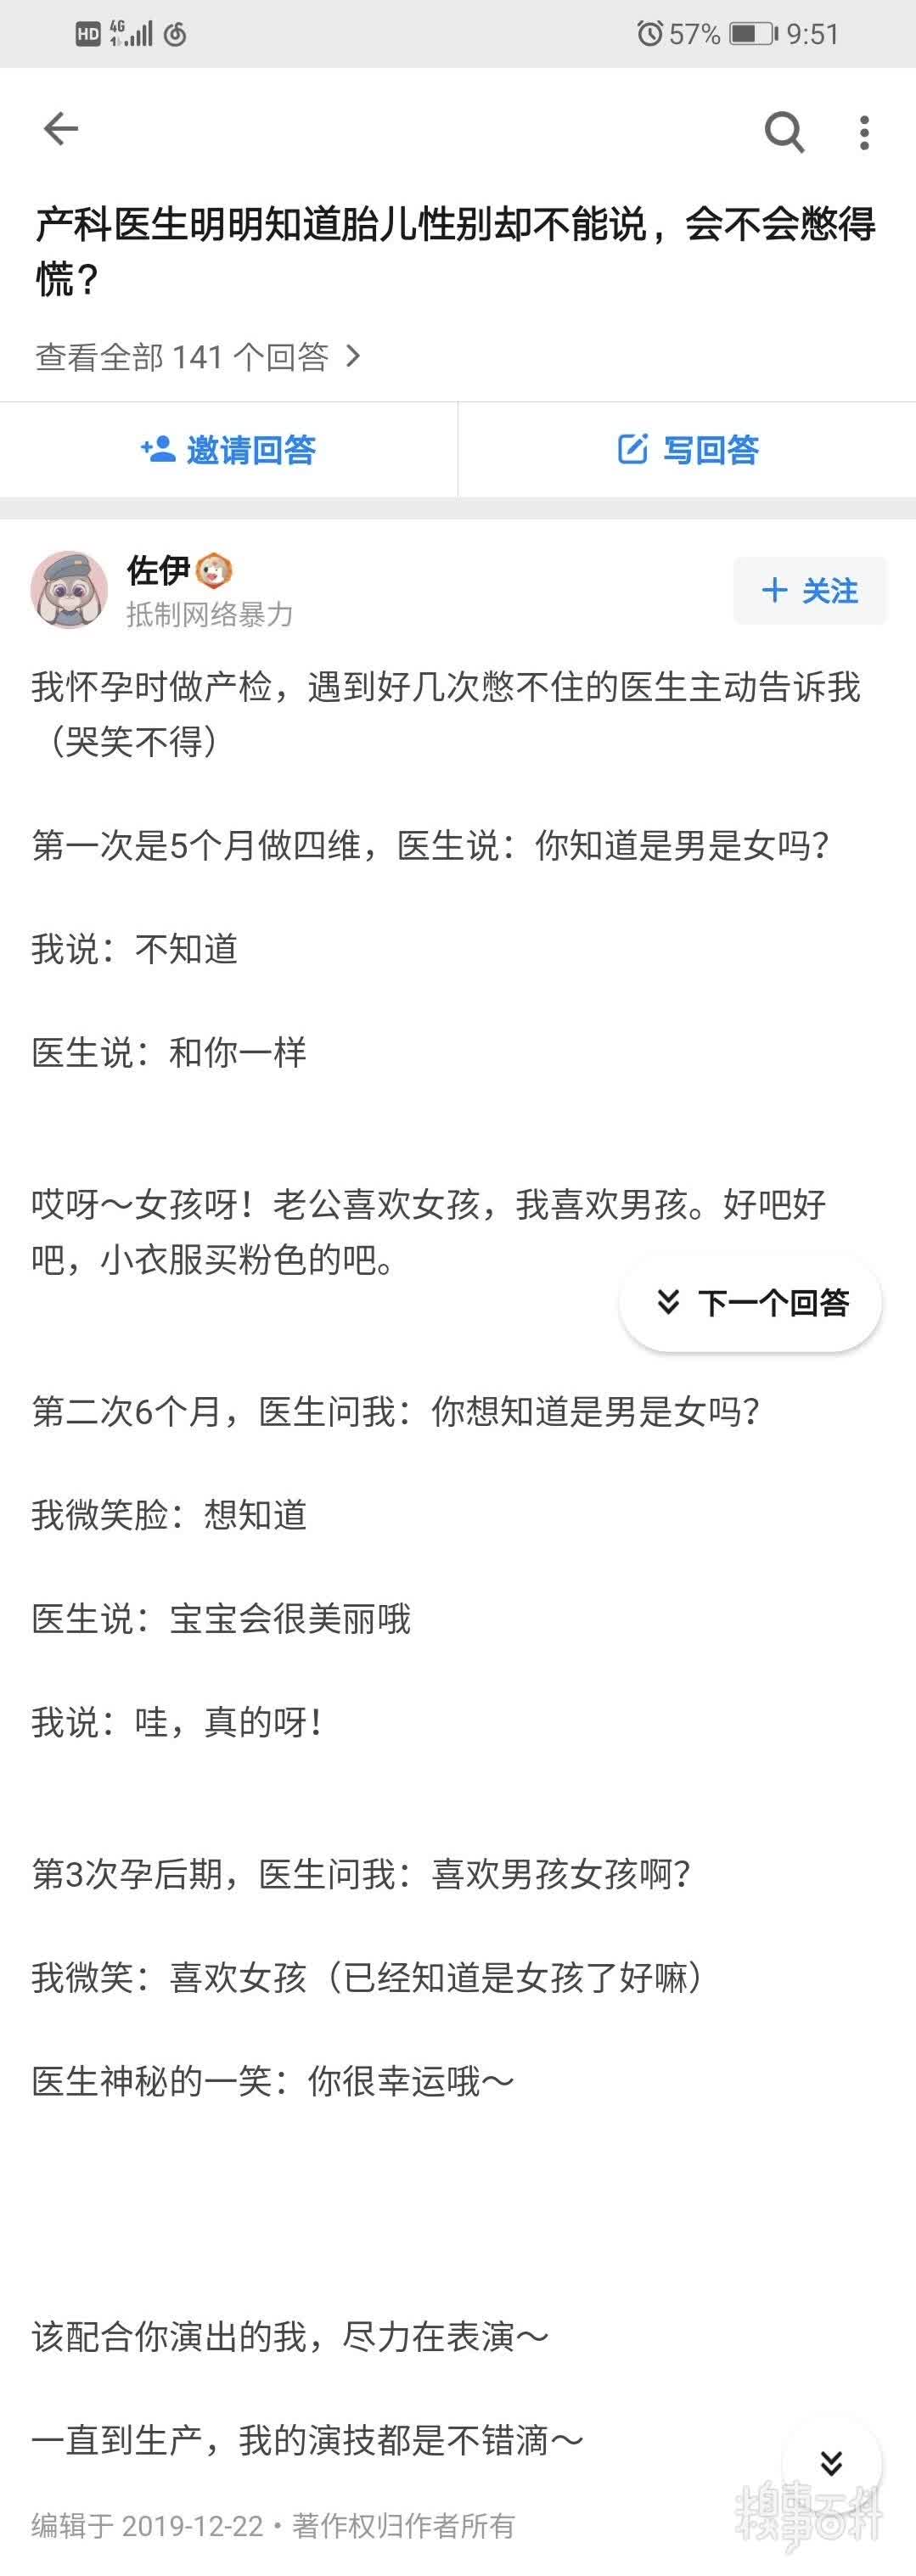 HD 4G 57% 9:51
产科医生明明知道胎儿性别却不能说，会不会憋得
慌？
查看全部 141 个回答
邀请回答 写回答
佐伊
抵制网络暴力
关注
我怀孕时做产检，遇到好几次憋不住的医生主动告诉我
（哭笑不得）
第一次是5个月做四维，医生说：你知道是男是女吗？
我说：不知道
医生说：和你一样
哎呀～女孩呀！老公喜欢女孩，我喜欢男孩。好吧好
吧，小衣服买粉色的吧。
下一个回答
第二次6个月，医生问我：你想知道是男是女吗？
我微笑脸：想知道
医生说：宝宝会很美丽哦
我说：哇，真的呀！
第3次孕后期，医生问我：喜欢男孩女孩啊？
我微笑：喜欢女孩（已经知道是女孩了好嘛）
医生神秘的一笑：你很幸运哦～
该配合你演出的我，尽力在表演～
一直到生产，我的演技都是不错滴～
编辑于 2019-12-22 • 著作权归作者所有
糗事百科